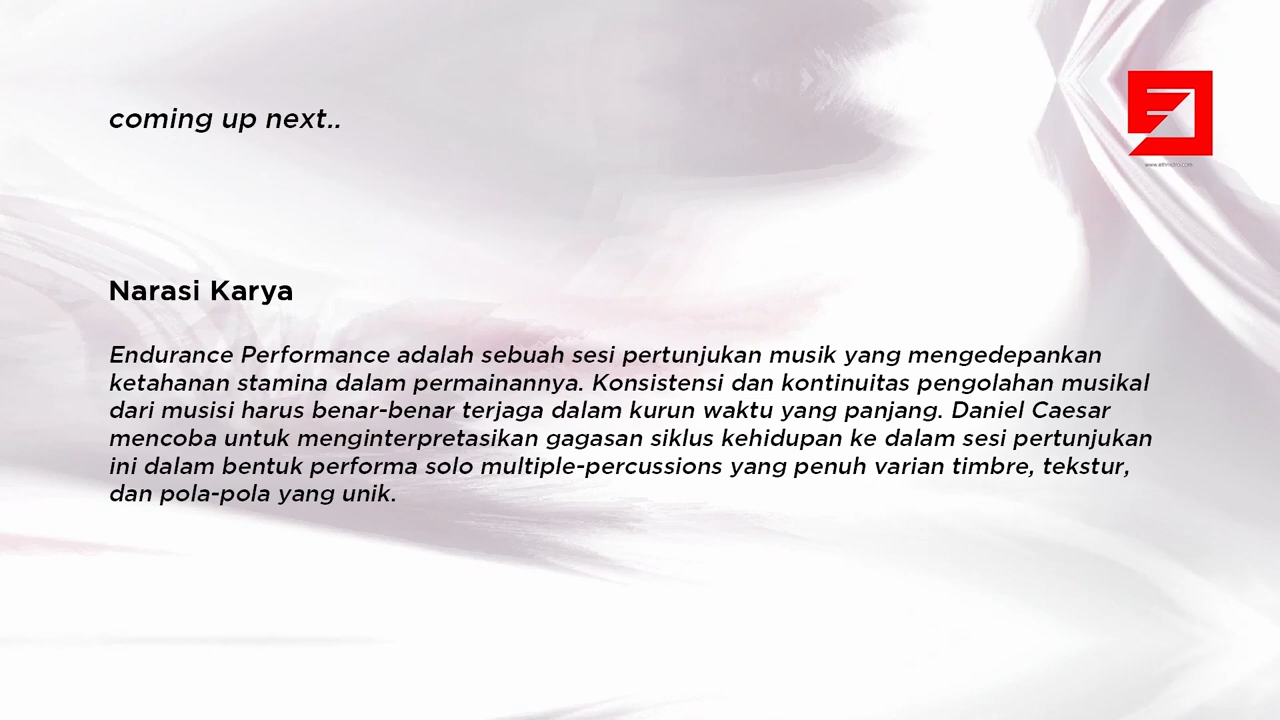 coming up next..
Narasi Karya
Endurance Performance adalah sebuah sesi pertunjukan musik yang mengedepankan
ketahanan stamina dalam permainannya. Konsistensi dan kontinuitas pengolahan musikal
dari musisi harus benar-benar terjaga dalam kurun waktu yang panjang. Daniel Caesar
mencoba untuk menginterpretasikan gagasan siklus kehidupan ke dalam sesi pertunjukan
ini dalam bentuk performa solo multiple-percussions yang penuh varian timbre, tekstur,
dan pola-pola yang unik.